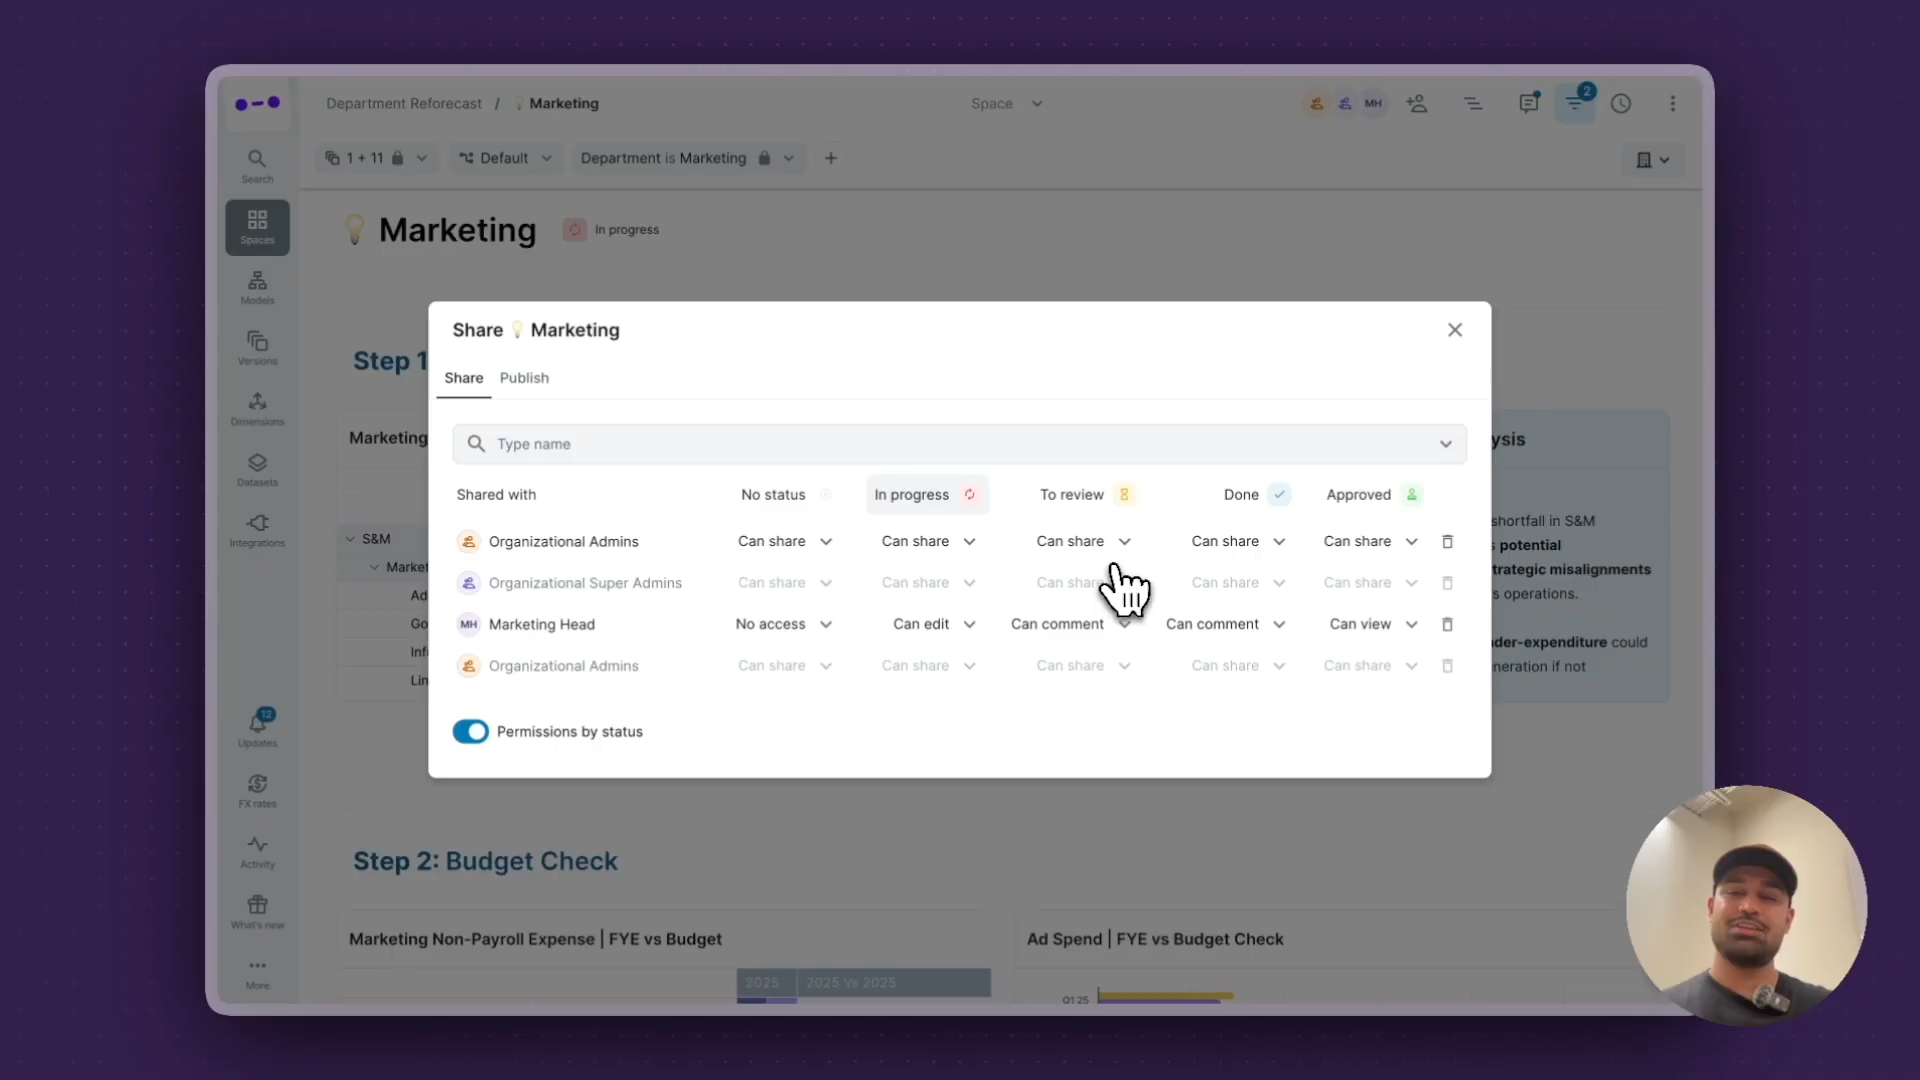 Department Reforecast / Marketing
Space
MH
2
1 + 11
Default
Department is Marketing
Search
Spaces
Models
Versions
Dimensions
Datasets
Integrations
12
Updates
FX rates
Activity
What's new
More
Marketing
In progress
Step 1
Marketing
S&M
Market
Ad
Go
Inf
Lin
ysis
shortfall in S&M
potential
trategic misalignments
s operations.
der-expenditure could
neration if not
Share Marketing
Share Publish
Type name
Shared with No status In progress To review Done Approved
Organizational Admins Can share Can share Can share Can share Can share
Organizational Super Admins Can share Can share Can share Can share Can share
MH Marketing Head No access Can edit Can comment Can comment Can view
Organizational Admins Can share Can share Can share Can share Can share
Permissions by status
Step 2: Budget Check
Marketing Non-Payroll Expense | FYE vs Budget
2025 2025 Vs 2025
Ad Spend | FYE vs Budget Check
Q1 25